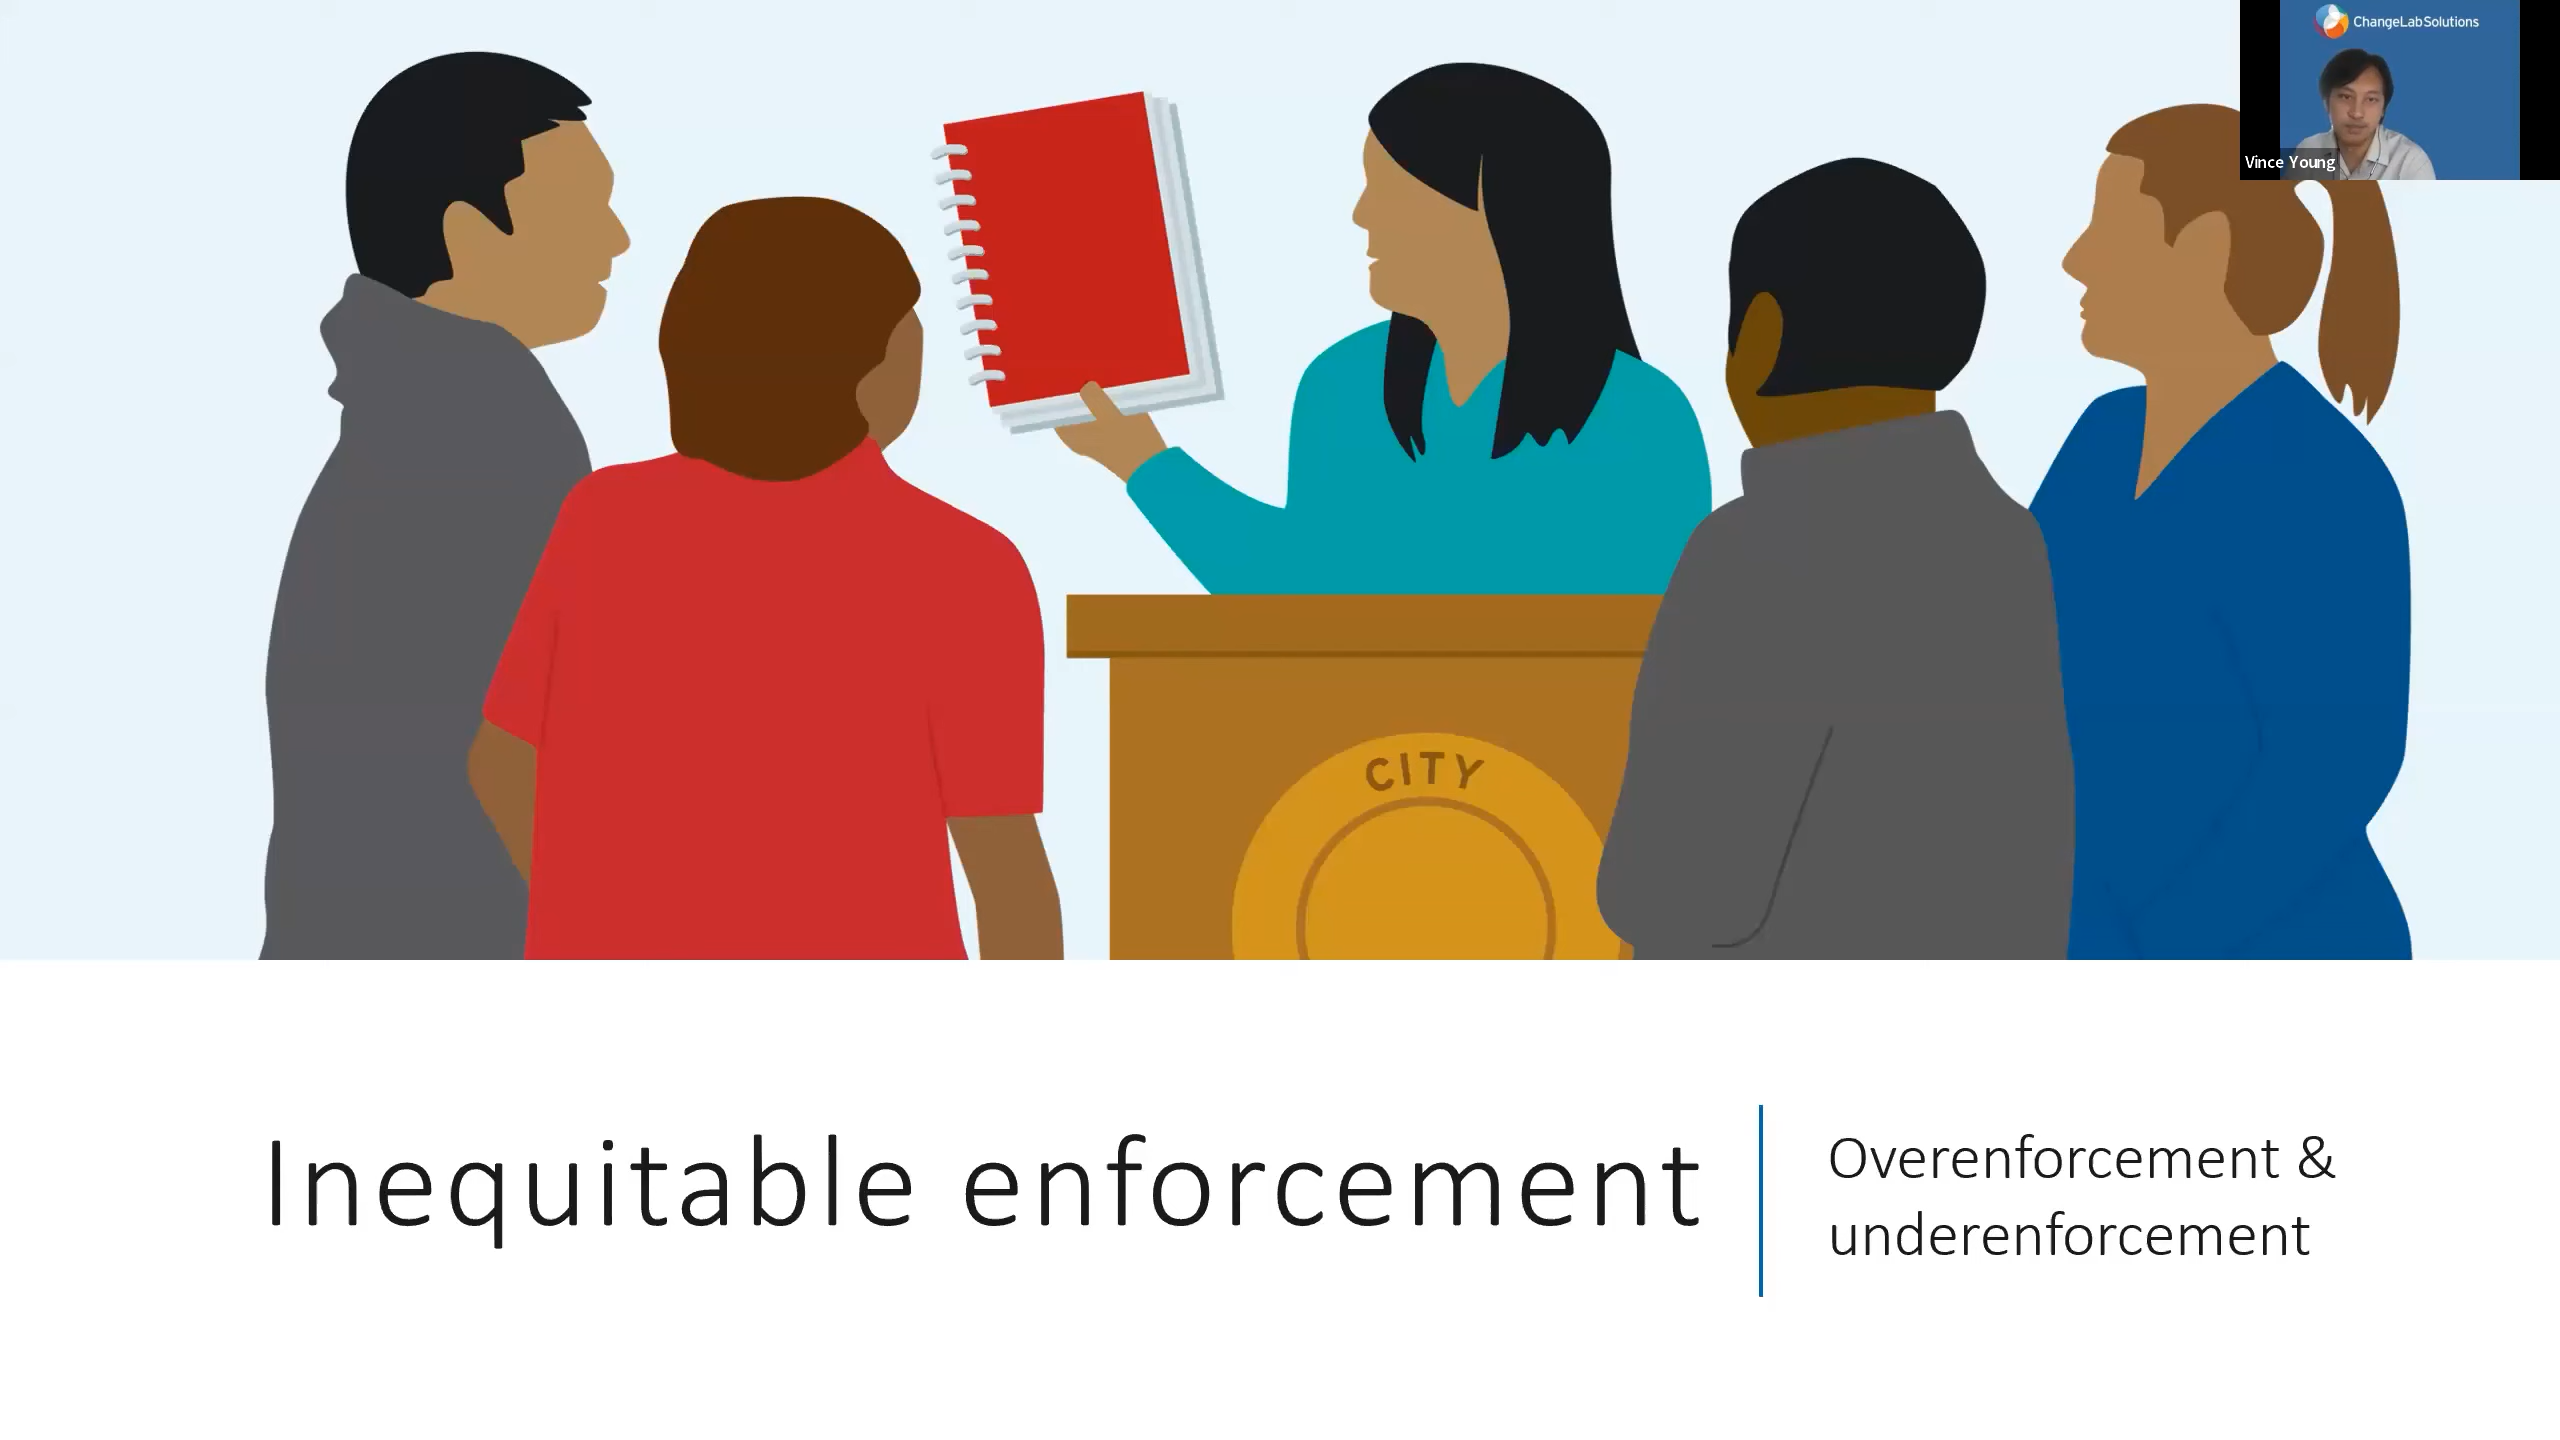 ChangeLabSolutions
Vince Young
CITY
Inequitable enforcement
Overenforcement &
underenforcement